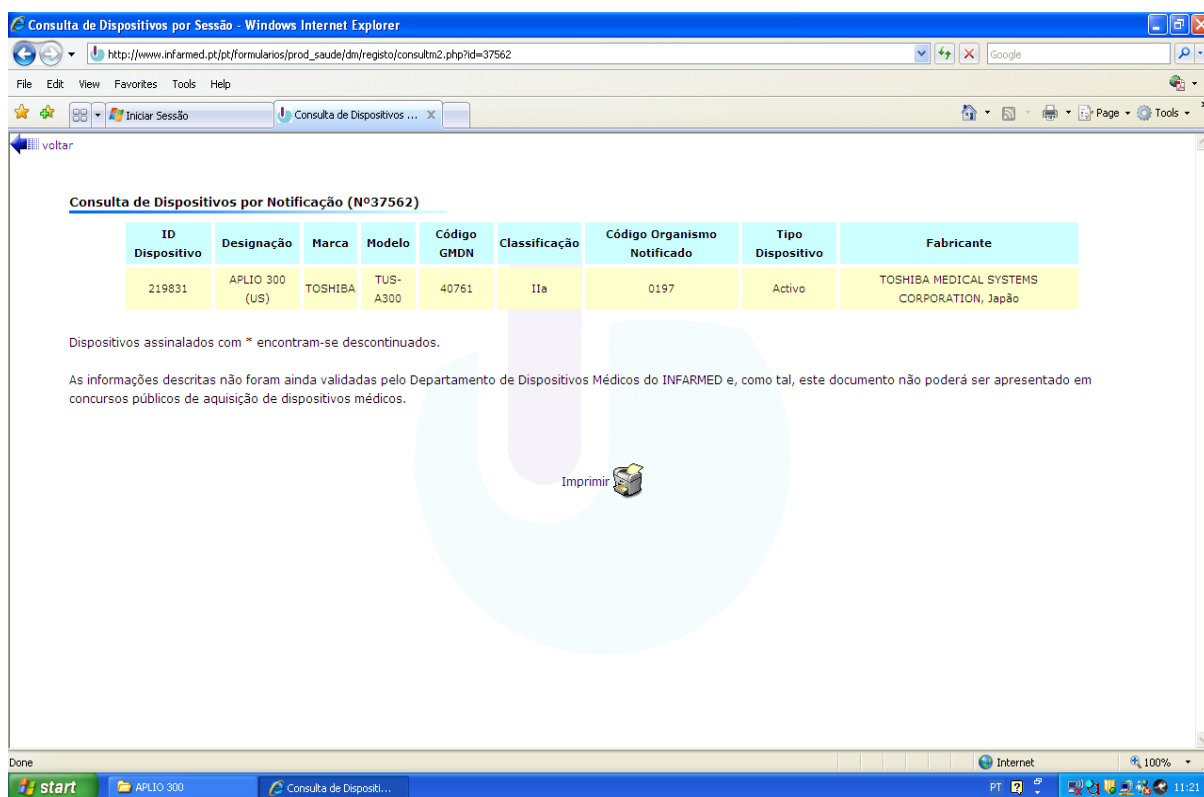 Consulta de Dispositivos por Sessão - Windows Internet Explorer
http://www.infarmed.pt/pt/formularios/prod_saude/dm/registo/consultm2.php?id=37562
Google
File Edit View Favorites Tools Help
Iniciar Sessão
Consulta de Dispositivos ...
Page
Tools
voltar
Consulta de Dispositivos por Notificação (Nº37562)
ID Dispositivo
Designação
Marca
Modelo
Código GMDN
Classificação
Código Organismo Notificado
Tipo Dispositivo
Fabricante
219831
APLIO 300 (US)
TOSHIBA
TUS-A300
40761
IIa
0197
Activo
TOSHIBA MEDICAL SYSTEMS CORPORATION, Japão
Dispositivos assinalados com * encontram-se descontinuados.
As informações descritas não foram ainda validadas pelo Departamento de Dispositivos Médicos do INFARMED e, como tal, este documento não poderá ser apresentado em
concursos públicos de aquisição de dispositivos médicos.
Imprimir
Done
Internet
100%
start
APLIO 300
Consulta de Dispositi...
PT
11:21